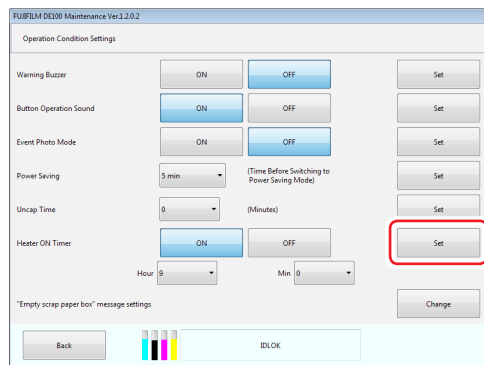 FUJIFILM DE100 Maintenance Ver.1.2.0.2
Operation Condition Settings
Warning Buzzer ON OFF Set
Button Operation Sound ON OFF Set
Event Photo Mode ON OFF Set
Power Saving 5 min (Time Before Switching to
Power Saving Mode) Set
Uncap Time 0 (Minutes) Set
Heater ON Timer ON OFF Set
Hour 9 Min 0
"Empty scrap paper box" message settings Change
Back IDLOK